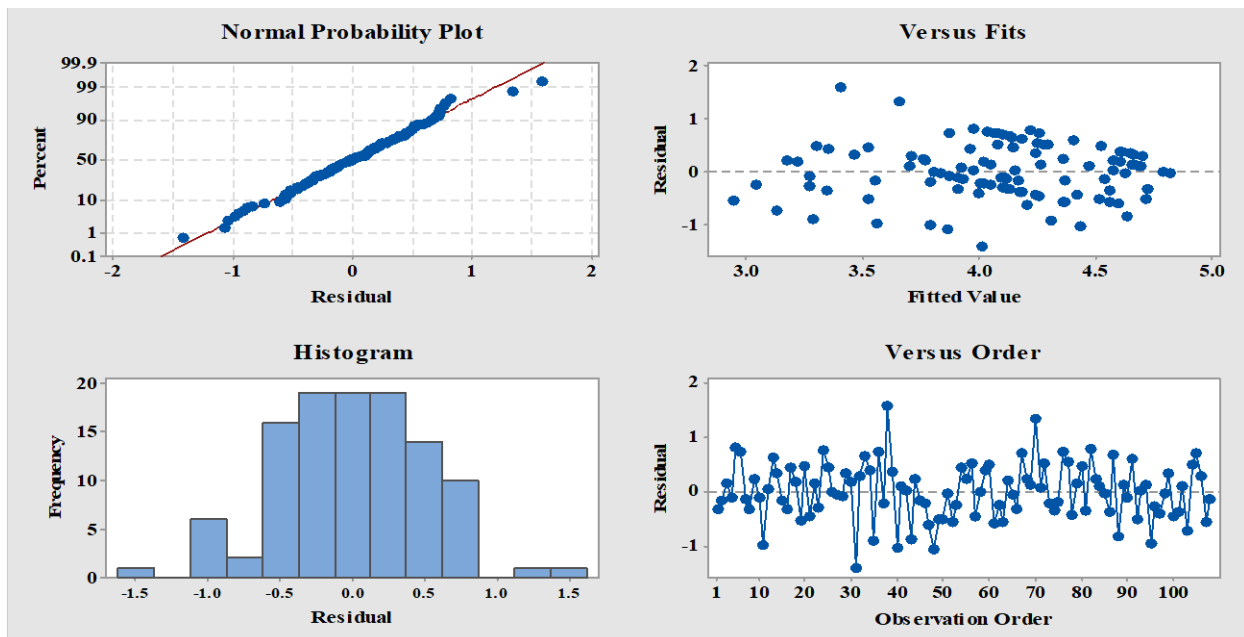 Normal Probability Plot
99.9
99
90
50
10
1
0.1
Percent
-2 -1 0 1 2
Residual
Versus Fits
2
1
0
-1
Residual
3.0 3.5 4.0 4.5 5.0
Fitted Value
Histogram
20
15
10
5
0
Frequency
-1.5 -1.0 -0.5 0.0 0.5 1.0 1.5
Residual
Versus Order
2
1
0
-1
Residual
1 10 20 30 40 50 60 70 80 90 100
Observation Order